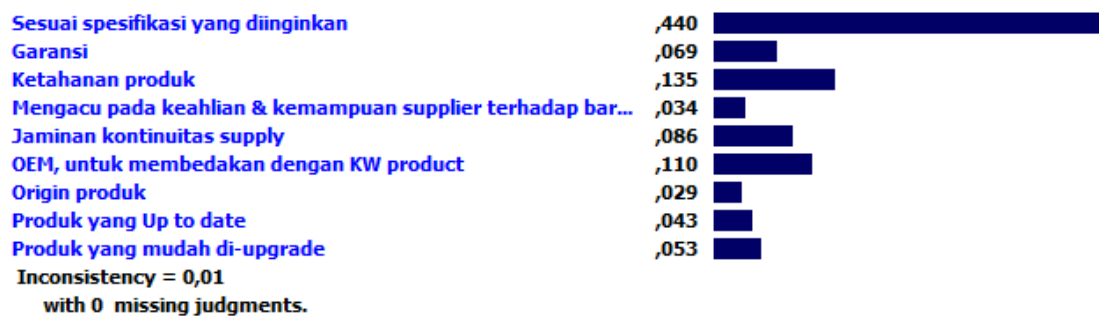 Sesuai spesifikasi yang diinginkan ,440
Garansi ,069
Ketahanan produk ,135
Mengacu pada keahlian & kemampuan supplier terhadap bar... ,034
Jaminan kontinuitas supply ,086
OEM, untuk membedakan dengan KW product ,110
Origin produk ,029
Produk yang Up to date ,043
Produk yang mudah di-upgrade ,053
Inconsistency = 0,01
with 0 missing judgments.